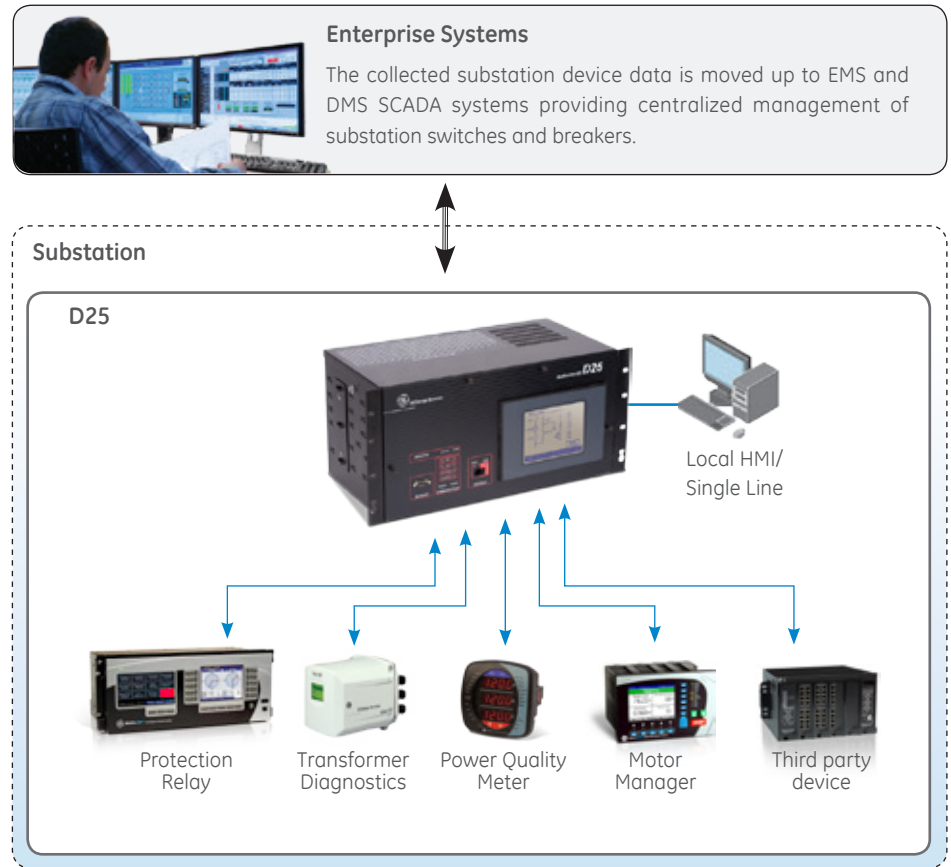 Enterprise Systems
The collected substation device data is moved up to EMS and
DMS SCADA systems providing centralized management of
substation switches and breakers.
Substation
D25
D25
Local HMI/
Single Line
Protection
Relay
Transformer
Diagnostics
Power Quality
Meter
Motor
Manager
Third party
device